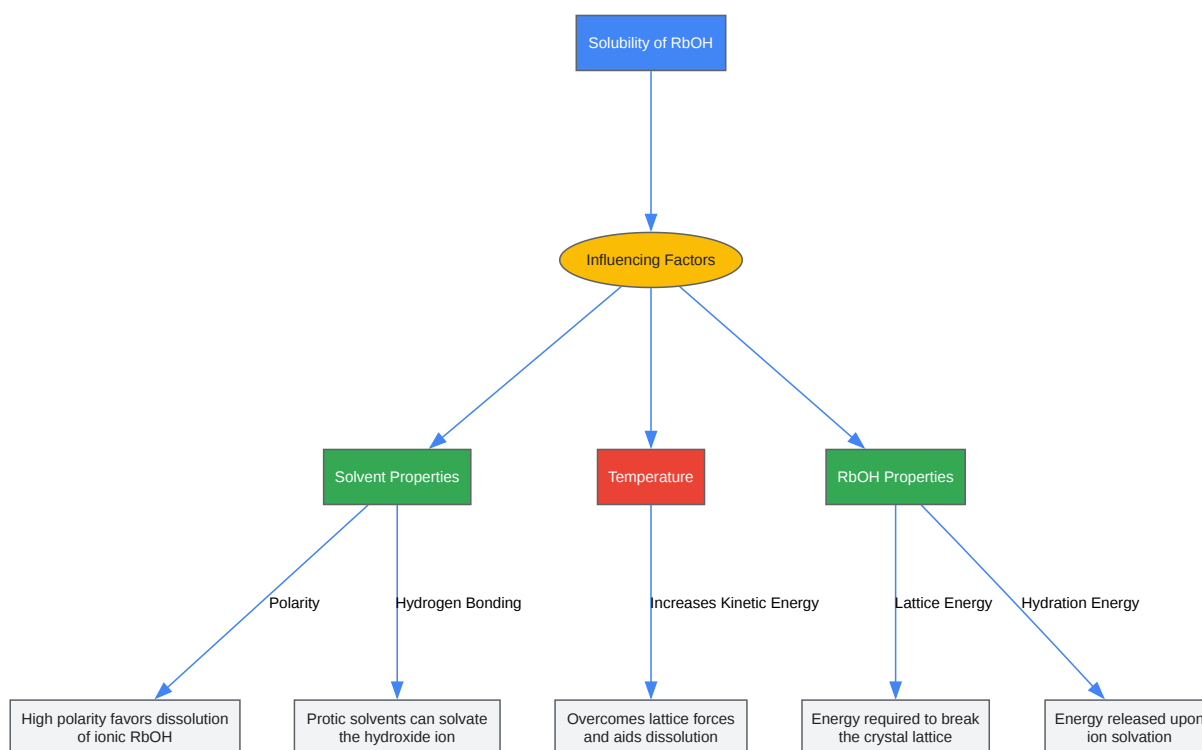 Solubility of RbOH
Influencing Factors
Solvent Properties
Temperature
RbOH Properties
Polarity
Hydrogen Bonding
Increases Kinetic Energy
Lattice Energy
Hydration Energy
High polarity favors dissolution
of ionic RbOH
Protic solvents can solvate
the hydroxide ion
Overcomes lattice forces
and aids dissolution
Energy required to break
the crystal lattice
Energy released upon
ion solvation